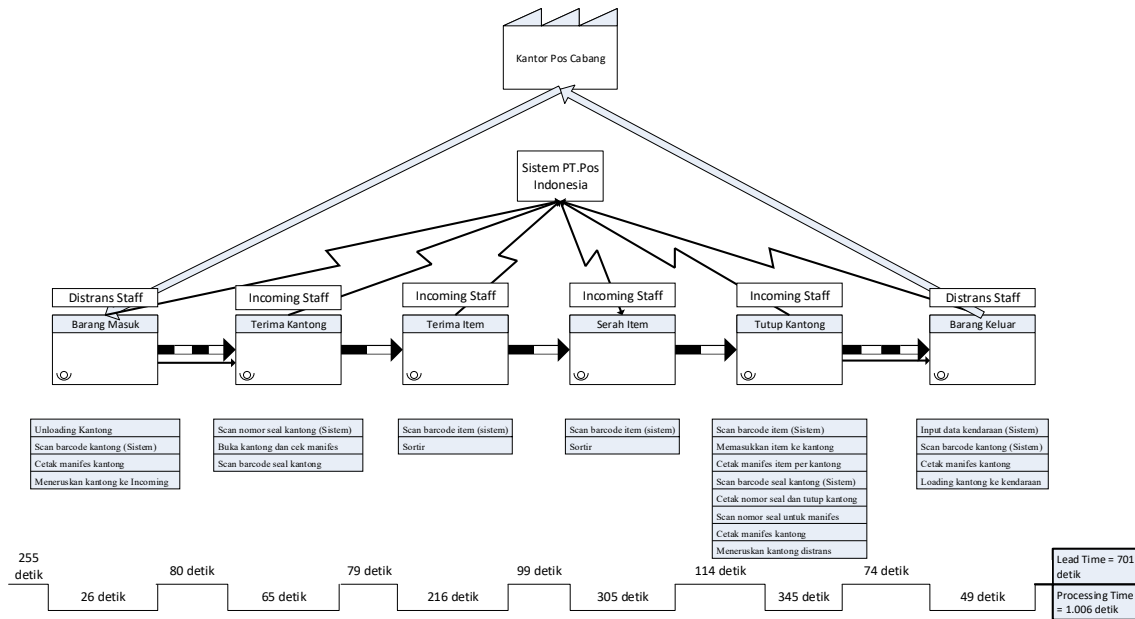 Kantor Pos Cabang
Sistem PT.Pos
Indonesia
Distrans Staff
Incoming Staff
Incoming Staff
Incoming Staff
Incoming Staff
Distrans Staff
Barang Masuk
Terima Kantong
Terima Item
Serah Item
Tutup Kantong
Barang Keluar
Unloading Kantong
Scan barcode kantong (Sistem)
Cetak manifes kantong
Meneruskan kantong ke Incoming
Scan nomor seal kantong (Sistem)
Buka kantong dan cek manifes
Scan barcode seal kantong
Scan barcode item (sistem)
Sortir
Scan barcode item (sistem)
Sortir
Scan barcode item (Sistem)
Memasukkan item ke kantong
Cetak manifes item per kantong
Scan barcode seal kantong (Sistem)
Cetak nomor seal dan tutup kantong
Scan nomor seal untuk manifes
Cetak manifes kantong
Meneruskan kantong distrans
Input data kendaraan (Sistem)
Scan barcode kantong (Sistem)
Cetak manifes kantong
Loading kantong ke kendaraan
255
detik
26 detik
80 detik
65 detik
79 detik
216 detik
99 detik
305 detik
114 detik
345 detik
74 detik
49 detik
Lead Time = 701
detik
Processing Time
= 1.006 detik